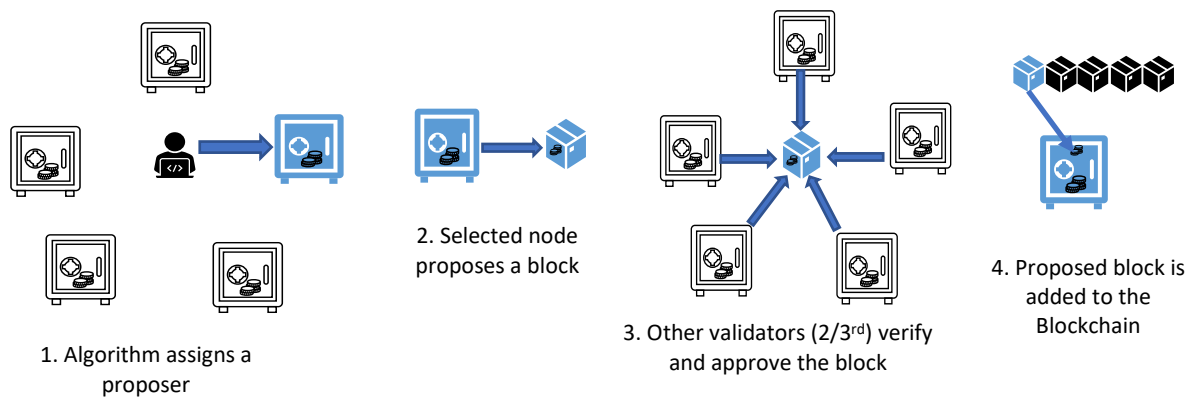 1. Algorithm assigns a
proposer
2. Selected node
proposes a block
3. Other validators (2/3rd) verify
and approve the block
4. Proposed block is
added to the
Blockchain
</>